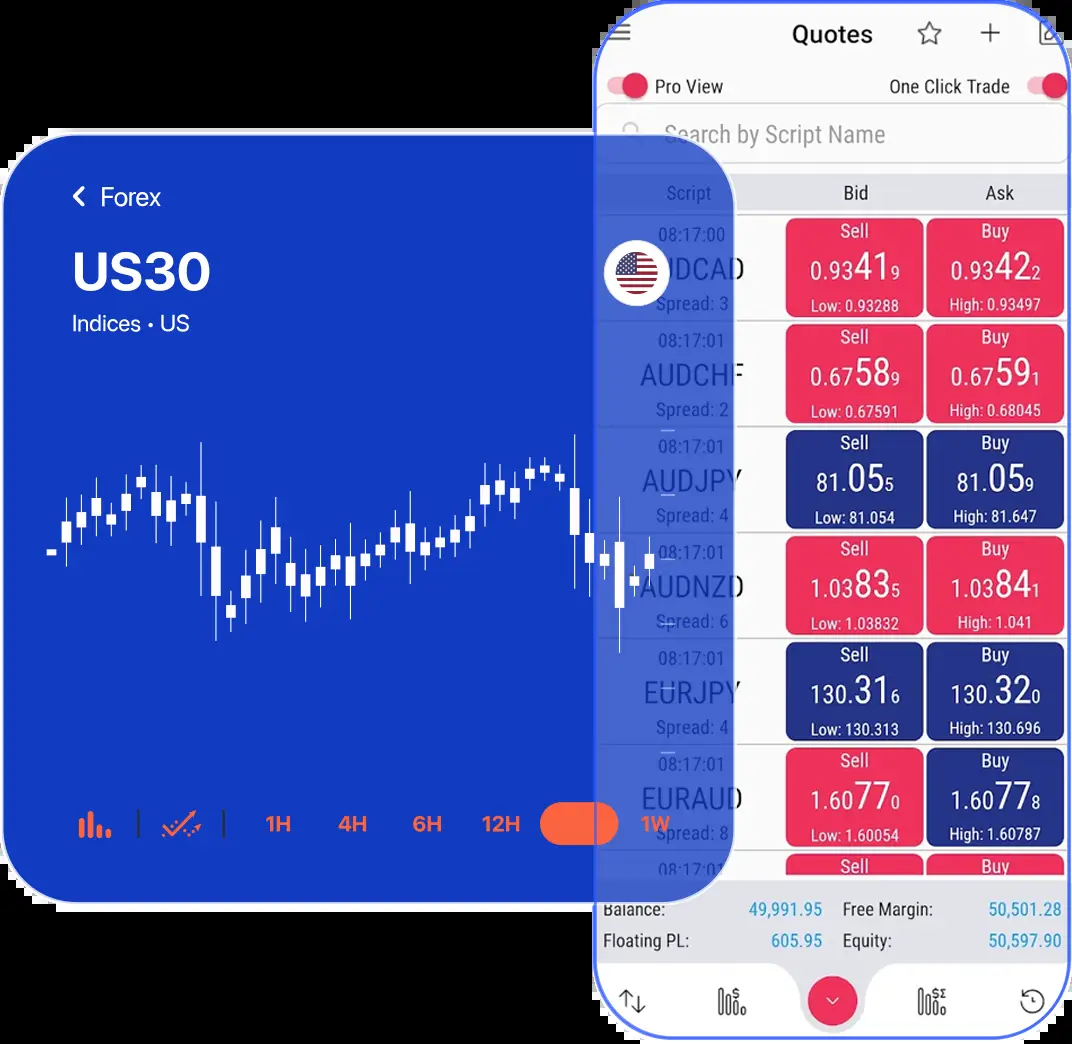 Quotes
Pro View
One Click Trade
Search by Script Name
Script Bid Ask
Forex
US30
Indices • US
1H 4H 6H 12H 1W
08:17:00
UDCAD
Spread: 3
Sell
0.93419
Low: 0.93288
Buy
0.93422
High: 0.93497
08:17:01
AUDCHF
Spread: 2
Sell
0.67589
Low: 0.67591
Buy
0.67591
High: 0.68045
08:17:01
AUDJPY
Spread: 4
Sell
81.055
Low: 81.054
Buy
81.059
High: 81.647
08:17:01
AUDNZD
Spread: 6
Sell
1.03835
Low: 1.03832
Buy
1.03841
High: 1.041
08:17:01
EURJPY
Spread: 4
Sell
130.316
Low: 130.313
Buy
130.320
High: 130.696
08:17:01
EURAUD
Spread: 8
Sell
1.60770
Low: 1.60054
Buy
1.60778
High: 1.60787
08:17:01
Sell
Buy
Balance: 49,991.95 Free Margin: 50,501.28
Floating PL: 605.95 Equity: 50,597.90